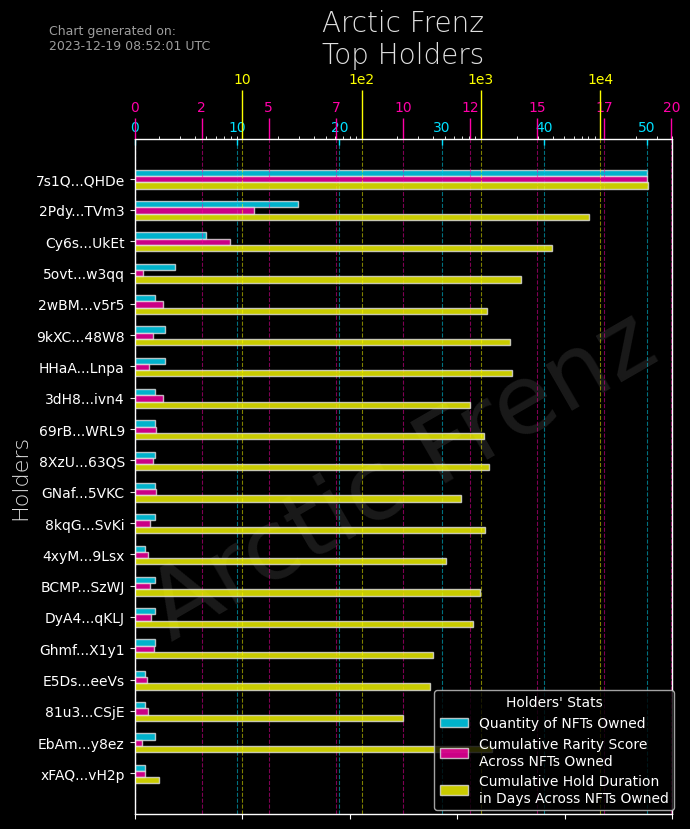 Chart generated on:
2023-12-19 08:52:01 UTC
Arctic Frenz
Top Holders
10 1e2 1e3 1e4
0 2 5 7 10 12 15 17 20
0 10 20 30 40 50
7s1Q...QHDe
2Pdy...TVm3
Cy6s...UkEt
5ovt...w3qq
2wBM...v5r5
9kXC...48W8
HHaA...Lnpa
3dH8...ivn4
69rB...WRL9
8XzU...63QS
GNaf...5VKC
8kqG...SvKi
4xyM...9Lsx
BCMP...SzWJ
DyA4...qKLJ
Ghmf...X1y1
E5Ds...eeVs
81u3...CSjE
EbAm...y8ez
xFAQ...vH2p
Holders
Arctic Frenz
Holders' Stats
Quantity of NFTs Owned
Cumulative Rarity Score
Across NFTs Owned
Cumulative Hold Duration
in Days Across NFTs Owned